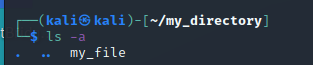 ┌──(kali㉿kali)-[~/my_directory]
└─$ ls -a
.  ..  my_file